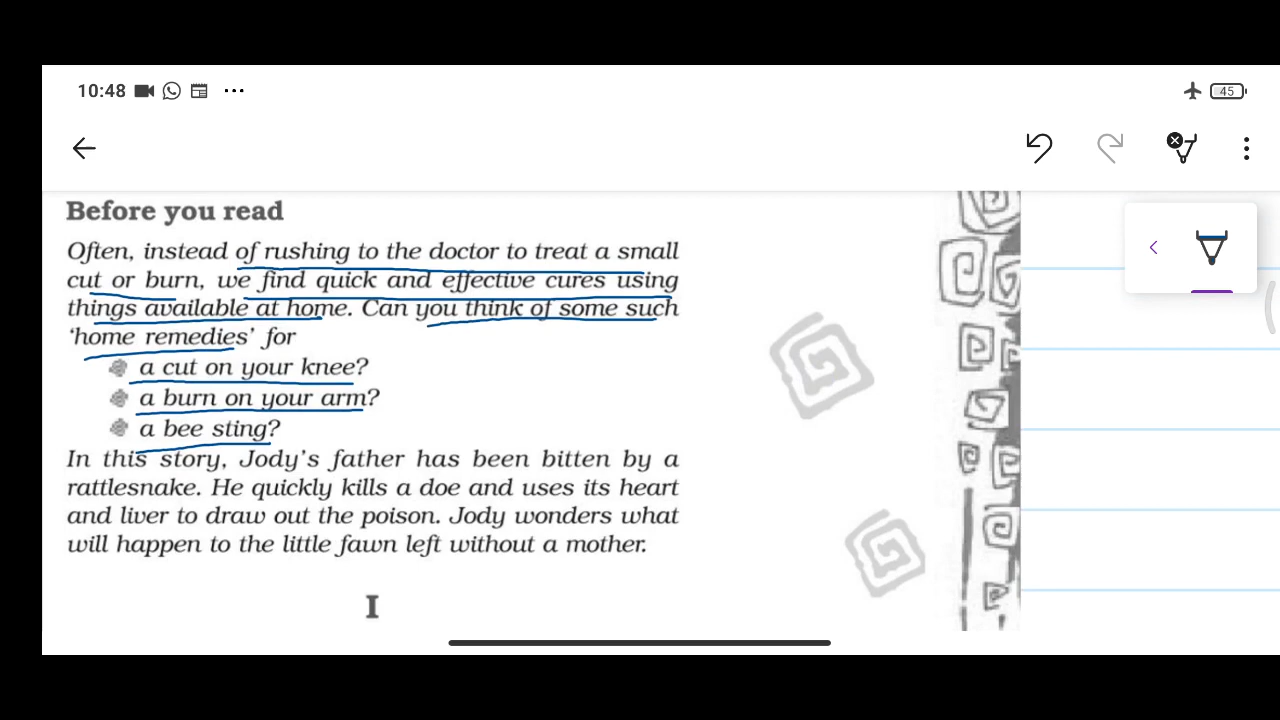 10:48
45
Before you read
Often, instead of rushing to the doctor to treat a small
cut or burn, we find quick and effective cures using
things available at home. Can you think of some such
‘home remedies’ for
a cut on your knee?
a burn on your arm?
a bee sting?
In this story, Jody’s father has been bitten by a
rattlesnake. He quickly kills a doe and uses its heart
and liver to draw out the poison. Jody wonders what
will happen to the little fawn left without a mother.
I